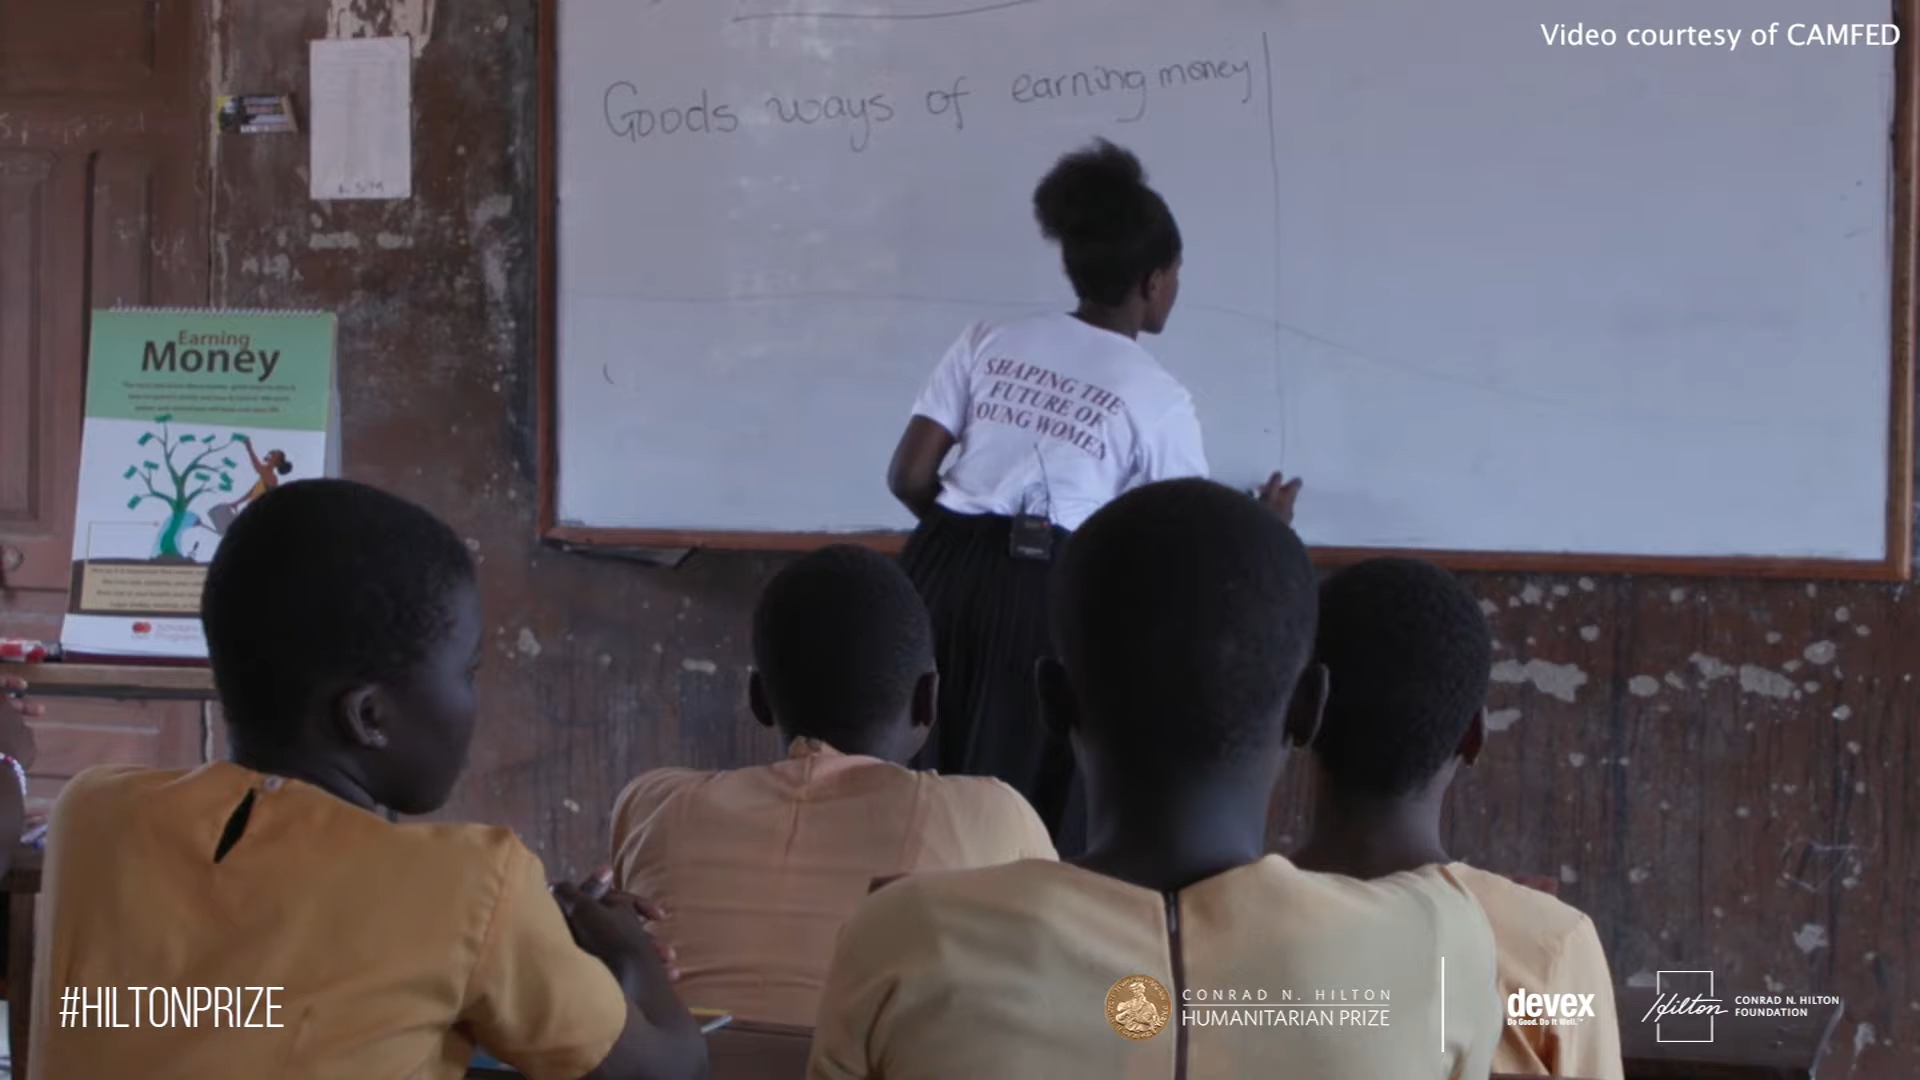 Video courtesy of CAMFED
Goods ways of earning money
Earning
Money
SHAPING THE
FUTURE OF
OUNG WOMEN
#HILTONPRIZE
CONRAD N. HILTON
HUMANITARIAN PRIZE
devex
Do Good. Do It Well.™
Hilton
CONRAD N. HILTON
FOUNDATION